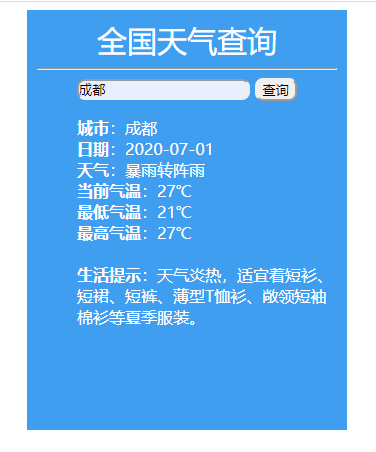 全国天气查询
成都 查询
城市：成都
日期：2020-07-01
天气：暴雨转阵雨
当前气温：27℃
最低气温：21℃
最高气温：27℃
生活提示：天气炎热，适宜着短衫、
短裙、短裤、薄型T恤衫、敞领短袖
棉衫等夏季服装。